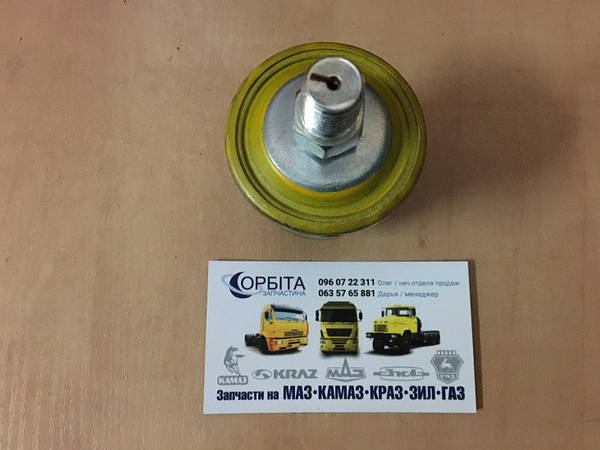 ОРБІТА
ЗАПЧАСТИНА
096 07 22 311 Олег / нач.отдела продаж
063 57 65 881 Дарья / менеджер
КАМАЗ KRAZ МАЗ ЗИЛ ГАЗ
Запчасти на МАЗ•КАМАЗ•КРАЗ•ЗИЛ•ГАЗ